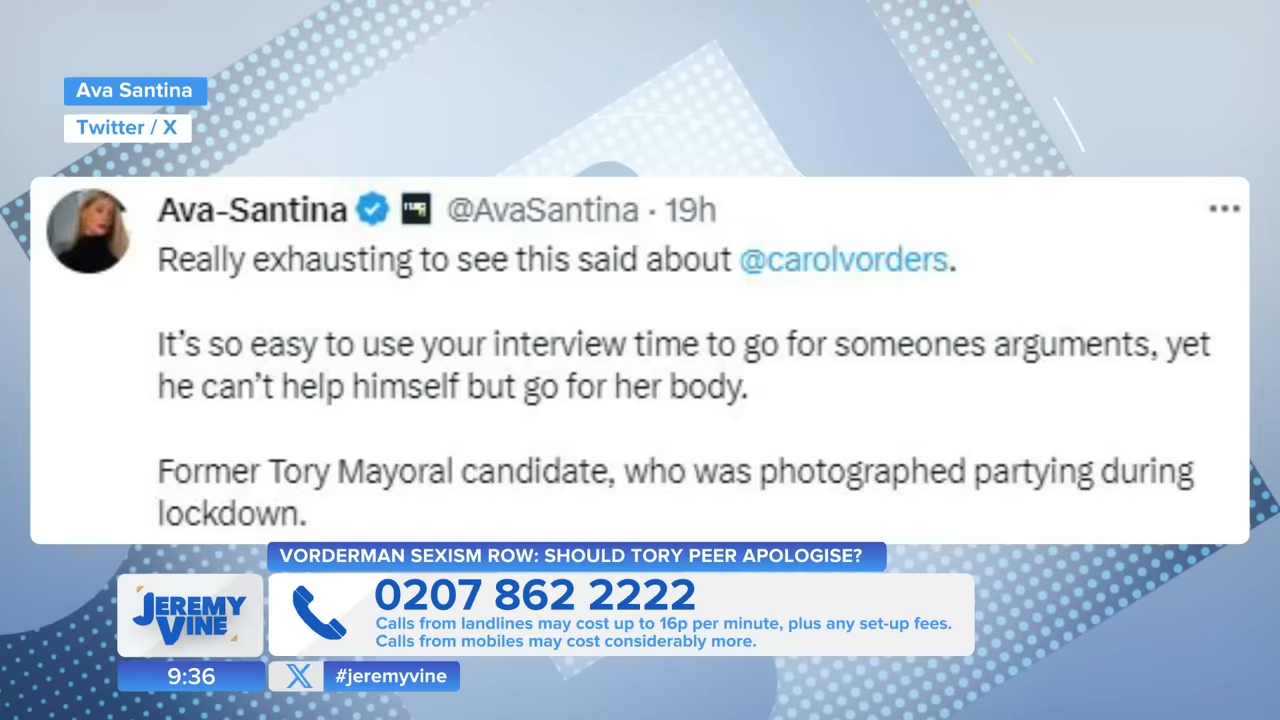 Ava Santina
Twitter / X
Ava-Santina @AvaSantina · 19h
Really exhausting to see this said about @carolvorders.
It's so easy to use your interview time to go for someones arguments, yet
he can't help himself but go for her body.
Former Tory Mayoral candidate, who was photographed partying during
lockdown.
VORDERMAN SEXISM ROW: SHOULD TORY PEER APOLOGISE?
JEREMY
VINE
0207 862 2222
Calls from landlines may cost up to 16p per minute, plus any set-up fees.
Calls from mobiles may cost considerably more.
9:36
#jeremyvine